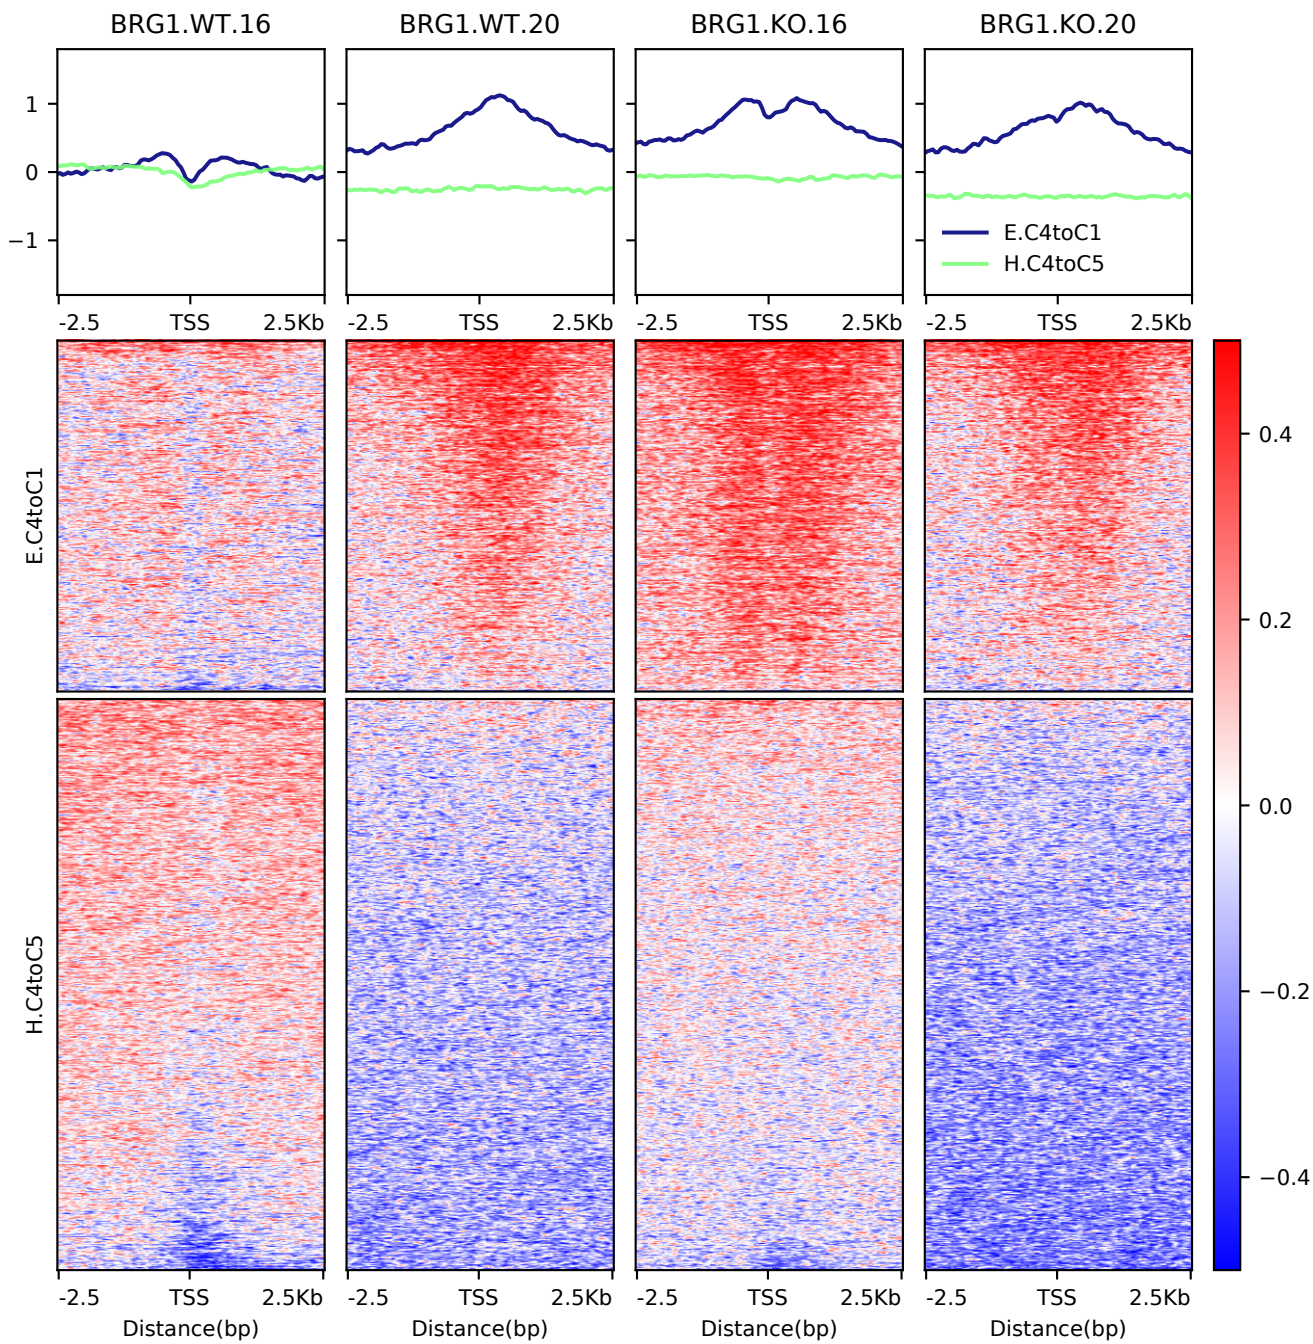 BRG1.WT.16 BRG1.WT.20 BRG1.KO.16 BRG1.KO.20
1
0
−1
E.C4toC1
H.C4toC5
-2.5 TSS 2.5Kb -2.5 TSS 2.5Kb -2.5 TSS 2.5Kb -2.5 TSS 2.5Kb
E.C4toC1
H.C4toC5
0.4
0.2
0.0
−0.2
−0.4
-2.5 TSS 2.5Kb -2.5 TSS 2.5Kb -2.5 TSS 2.5Kb -2.5 TSS 2.5Kb
Distance(bp) Distance(bp) Distance(bp) Distance(bp)